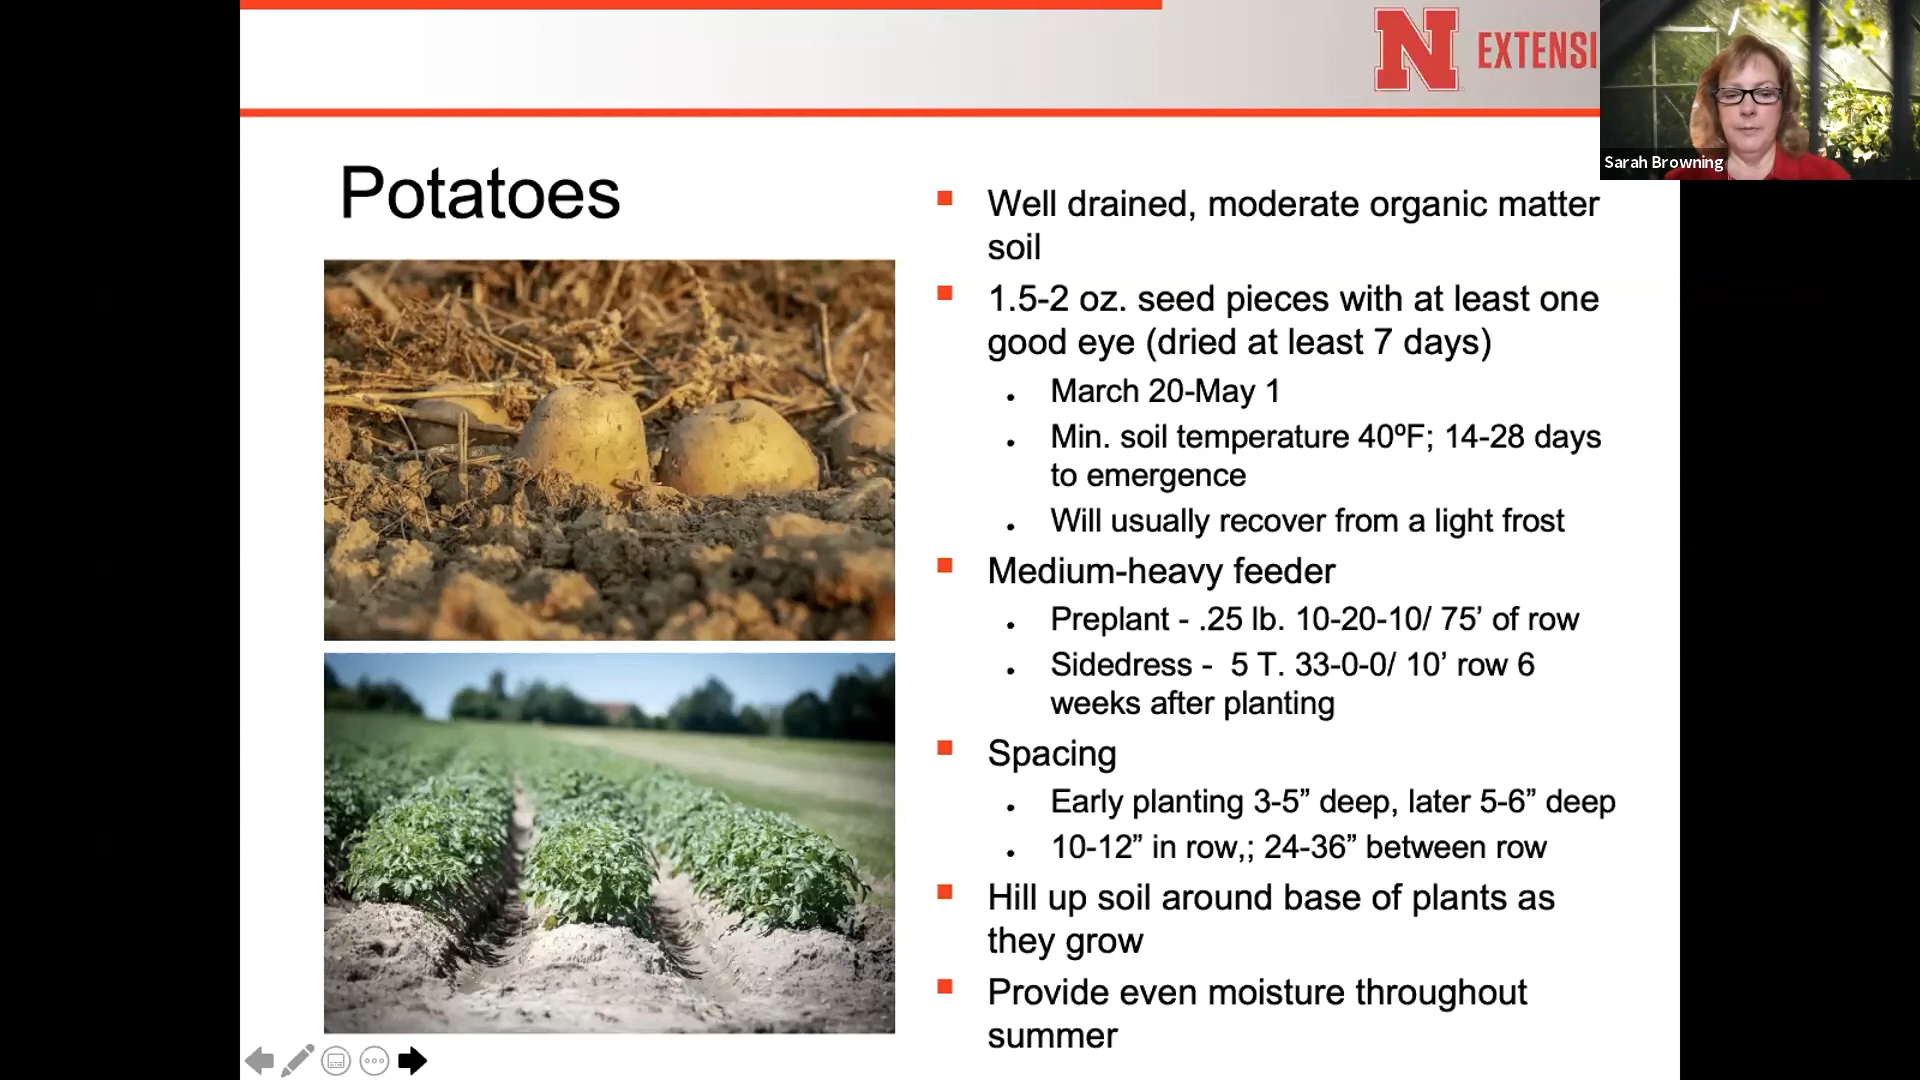 N EXTENSI
Sarah Browning
Potatoes
Well drained, moderate organic matter
soil
1.5-2 oz. seed pieces with at least one
good eye (dried at least 7 days)
March 20-May 1
Min. soil temperature 40ºF; 14-28 days
to emergence
Will usually recover from a light frost
Medium-heavy feeder
Preplant - .25 lb. 10-20-10/ 75’ of row
Sidedress -  5 T. 33-0-0/ 10’ row 6
weeks after planting
Spacing
Early planting 3-5” deep, later 5-6” deep
10-12” in row,; 24-36” between row
Hill up soil around base of plants as
they grow
Provide even moisture throughout
summer